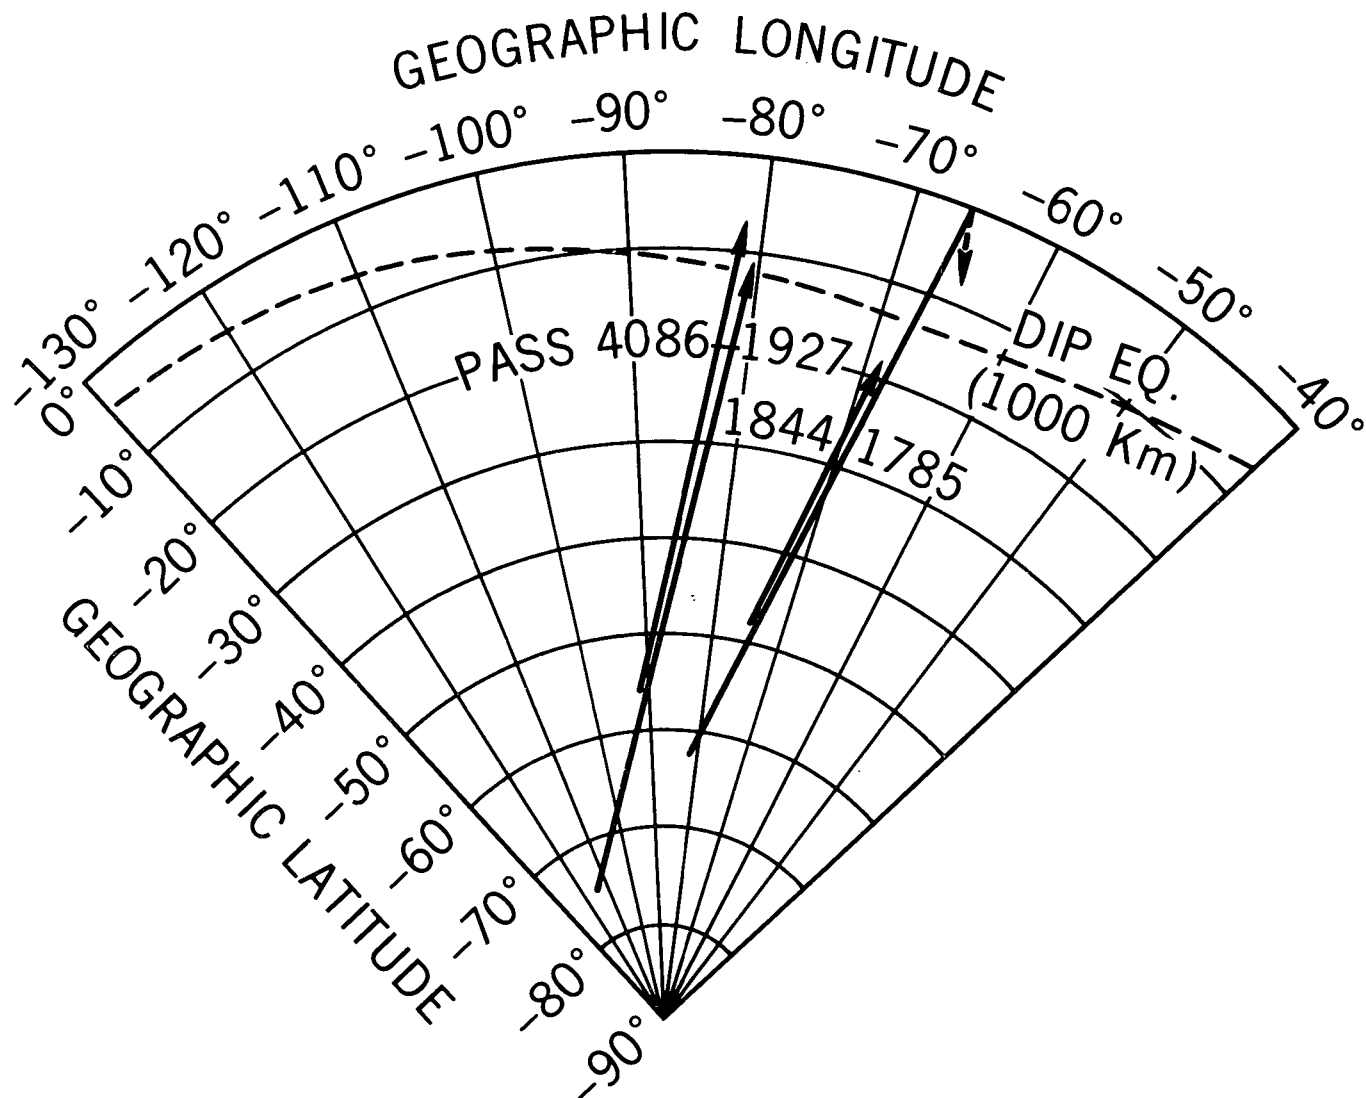 GEOGRAPHIC LONGITUDE
-130° -120° -110° -100° -90° -80° -70° -60° -50° -40°
0°
-10°
-20°
-30°
-40°
-50°
-60°
-70°
-80°
-90°
GEOGRAPHIC LATITUDE
PASS 4086 1927
1844 1785
DIP EQ.
(1000 Km)